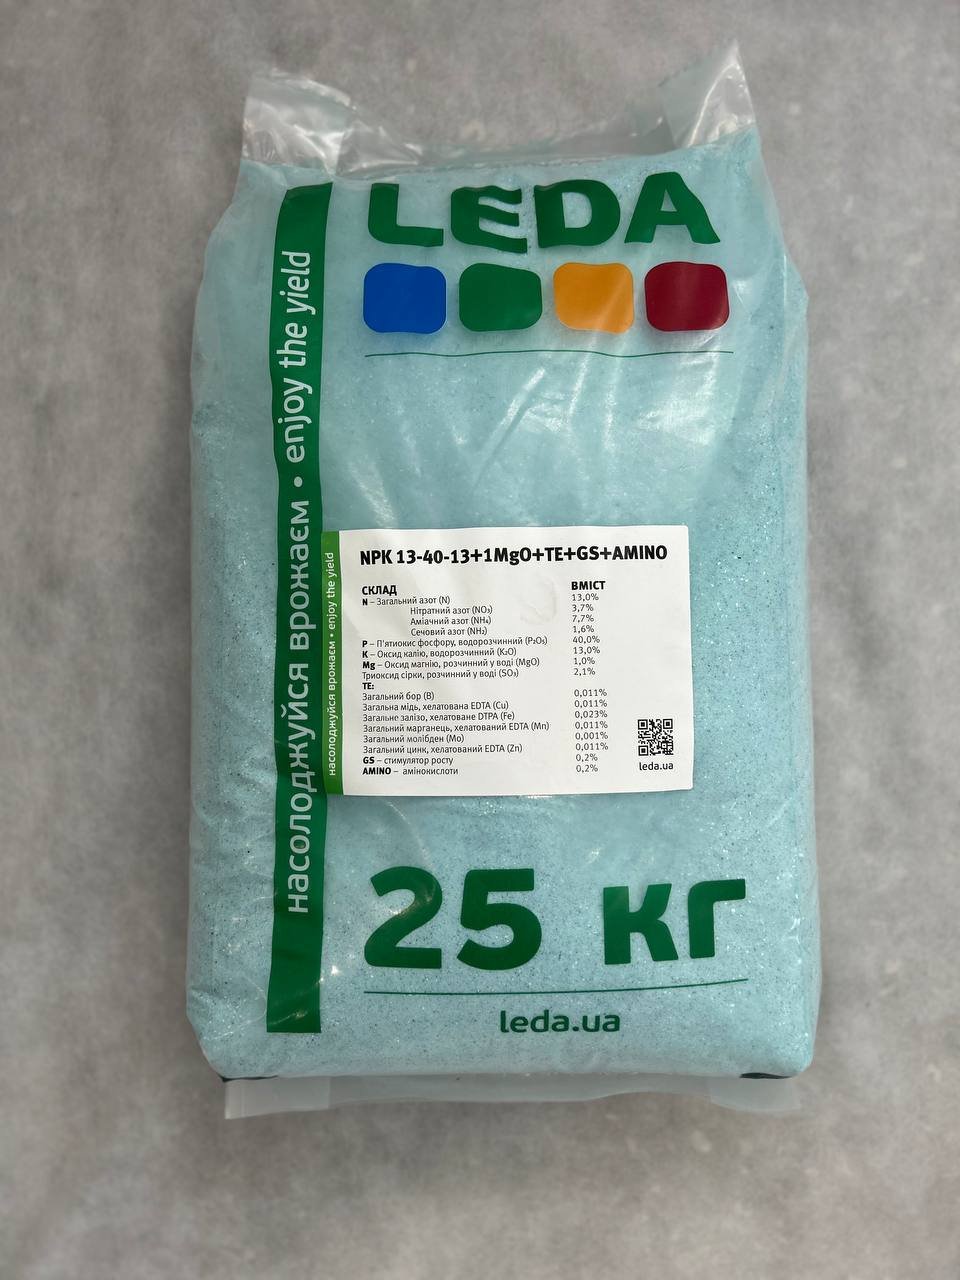 LEDA
насолоджуйся врожаєм • enjoy the yield
насолоджуйся врожаєм • enjoy the yield
NPK 13-40-13+1MgO+TE+GS+AMINO
СКЛАД ВМІСТ
N – Загальний азот (N) 13,0%
Нітратний азот (NO₃) 3,7%
Аміачний азот (NH₄) 7,7%
Сечовий азот (NH₂) 1,6%
P – П'ятиокис фосфору, водорозчинний (P₂O₅) 40,0%
K – Оксид калію, водорозчинний (K₂O) 13,0%
Mg – Оксид магнію, розчинний у воді (MgO) 1,0%
Триоксид сірки, розчинний у воді (SO₃) 2,1%
TE:
Загальний бор (B) 0,011%
Загальна мідь, хелатована EDTA (Cu) 0,011%
Загальне залізо, хелатоване DTPA (Fe) 0,023%
Загальний марганець, хелатований EDTA (Mn) 0,011%
Загальний молібден (Mo) 0,001%
Загальний цинк, хелатований EDTA (Zn) 0,011%
GS – стимулятор росту 0,2%
AMINO – амінокислоти 0,2%
leda.ua
25 кг
leda.ua